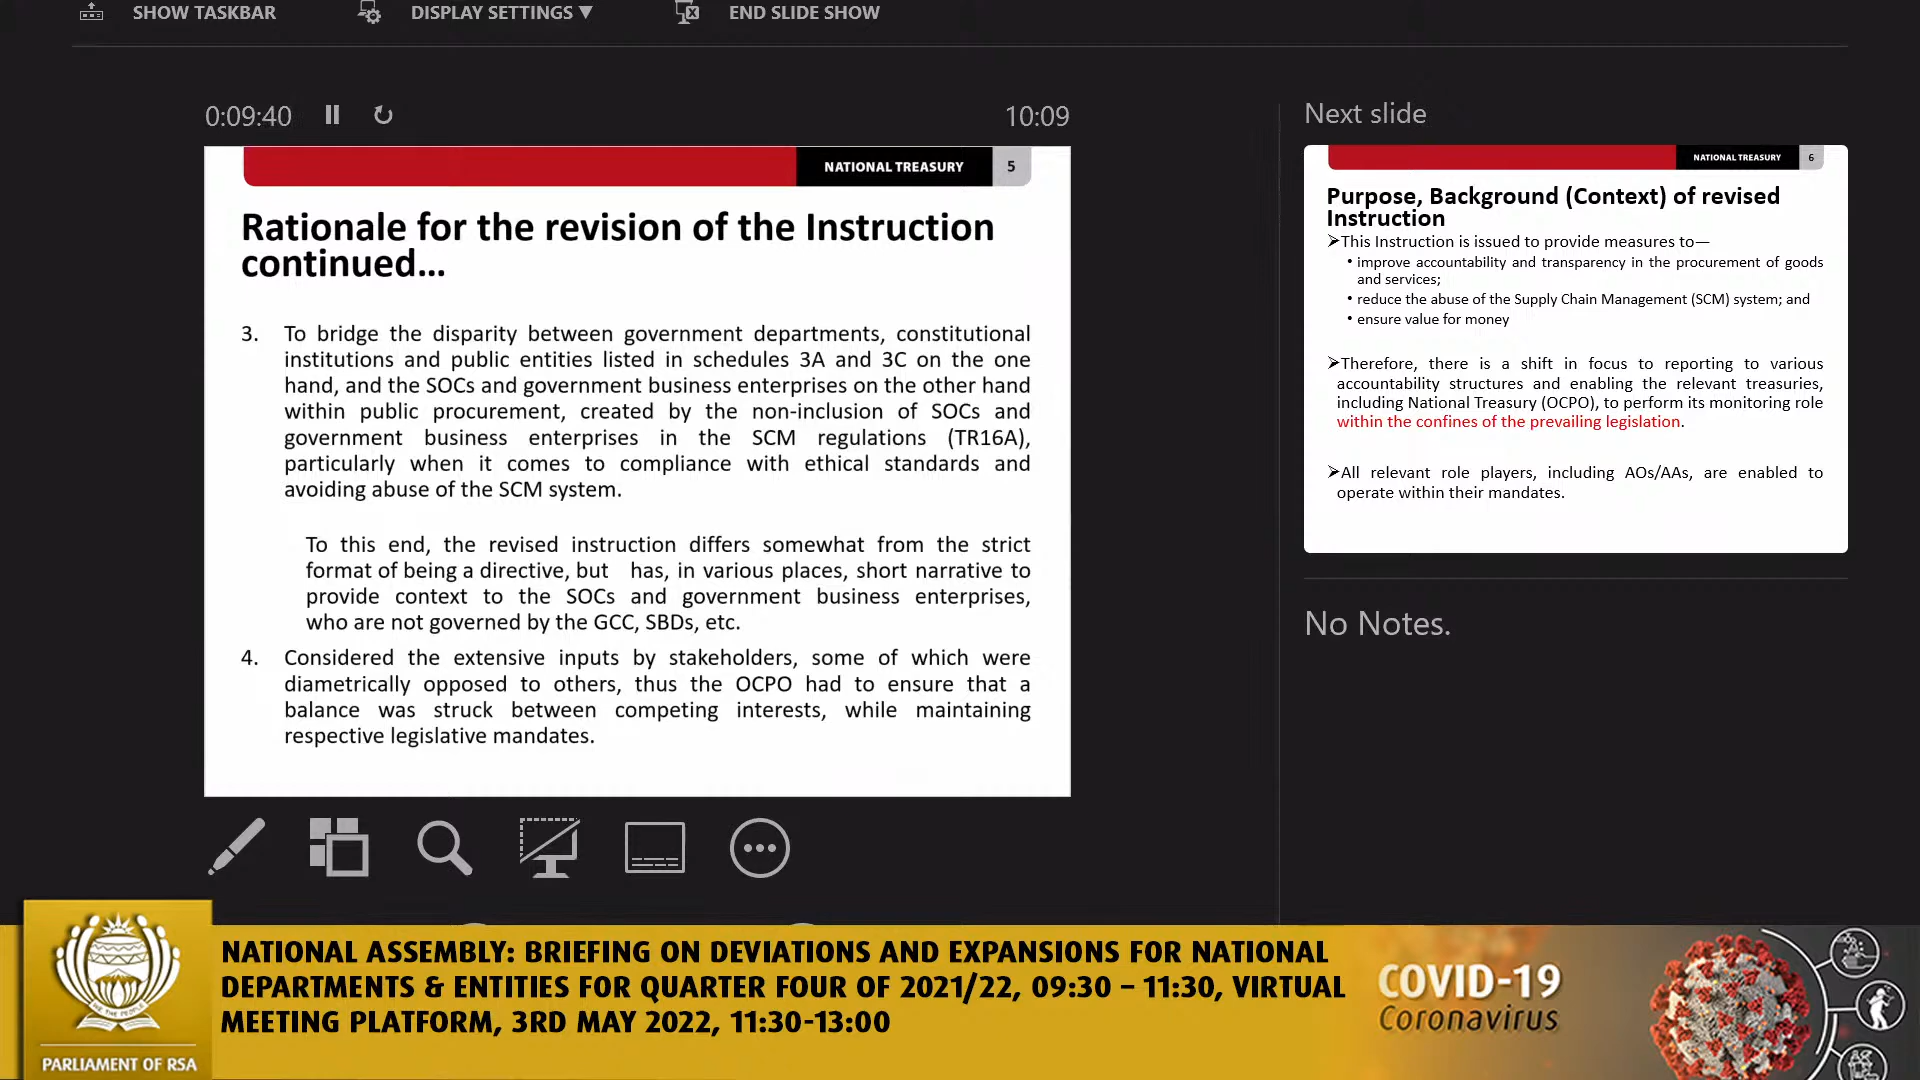 SHOW TASKBAR
DISPLAY SETTINGS ▼
END SLIDE SHOW
0:09:40
10:09
NATIONAL TREASURY 5
Rationale for the revision of the Instruction
continued...
3. To bridge the disparity between government departments, constitutional
institutions and public entities listed in schedules 3A and 3C on the one
hand, and the SOCs and government business enterprises on the other hand
within public procurement, created by the non-inclusion of SOCs and
government business enterprises in the SCM regulations (TR16A),
particularly when it comes to compliance with ethical standards and
avoiding abuse of the SCM system.
To this end, the revised instruction differs somewhat from the strict
format of being a directive, but has, in various places, short narrative to
provide context to the SOCs and government business enterprises,
who are not governed by the GCC, SBDs, etc.
4. Considered the extensive inputs by stakeholders, some of which were
diametrically opposed to others, thus the OCPO had to ensure that a
balance was struck between competing interests, while maintaining
respective legislative mandates.
Next slide
NATIONAL TREASURY 6
Purpose, Background (Context) of revised
Instruction
➢This Instruction is issued to provide measures to—
• improve accountability and transparency in the procurement of goods
and services;
• reduce the abuse of the Supply Chain Management (SCM) system; and
• ensure value for money
➢Therefore, there is a shift in focus to reporting to various
accountability structures and enabling the relevant treasuries,
including National Treasury (OCPO), to perform its monitoring role
within the confines of the prevailing legislation.
➢All relevant role players, including AOs/AAs, are enabled to
operate within their mandates.
No Notes.
PARLIAMENT OF RSA
NATIONAL ASSEMBLY: BRIEFING ON DEVIATIONS AND EXPANSIONS FOR NATIONAL
DEPARTMENTS & ENTITIES FOR QUARTER FOUR OF 2021/22, 09:30 – 11:30, VIRTUAL
MEETING PLATFORM, 3RD MAY 2022, 11:30-13:00
COVID-19
Coronavirus